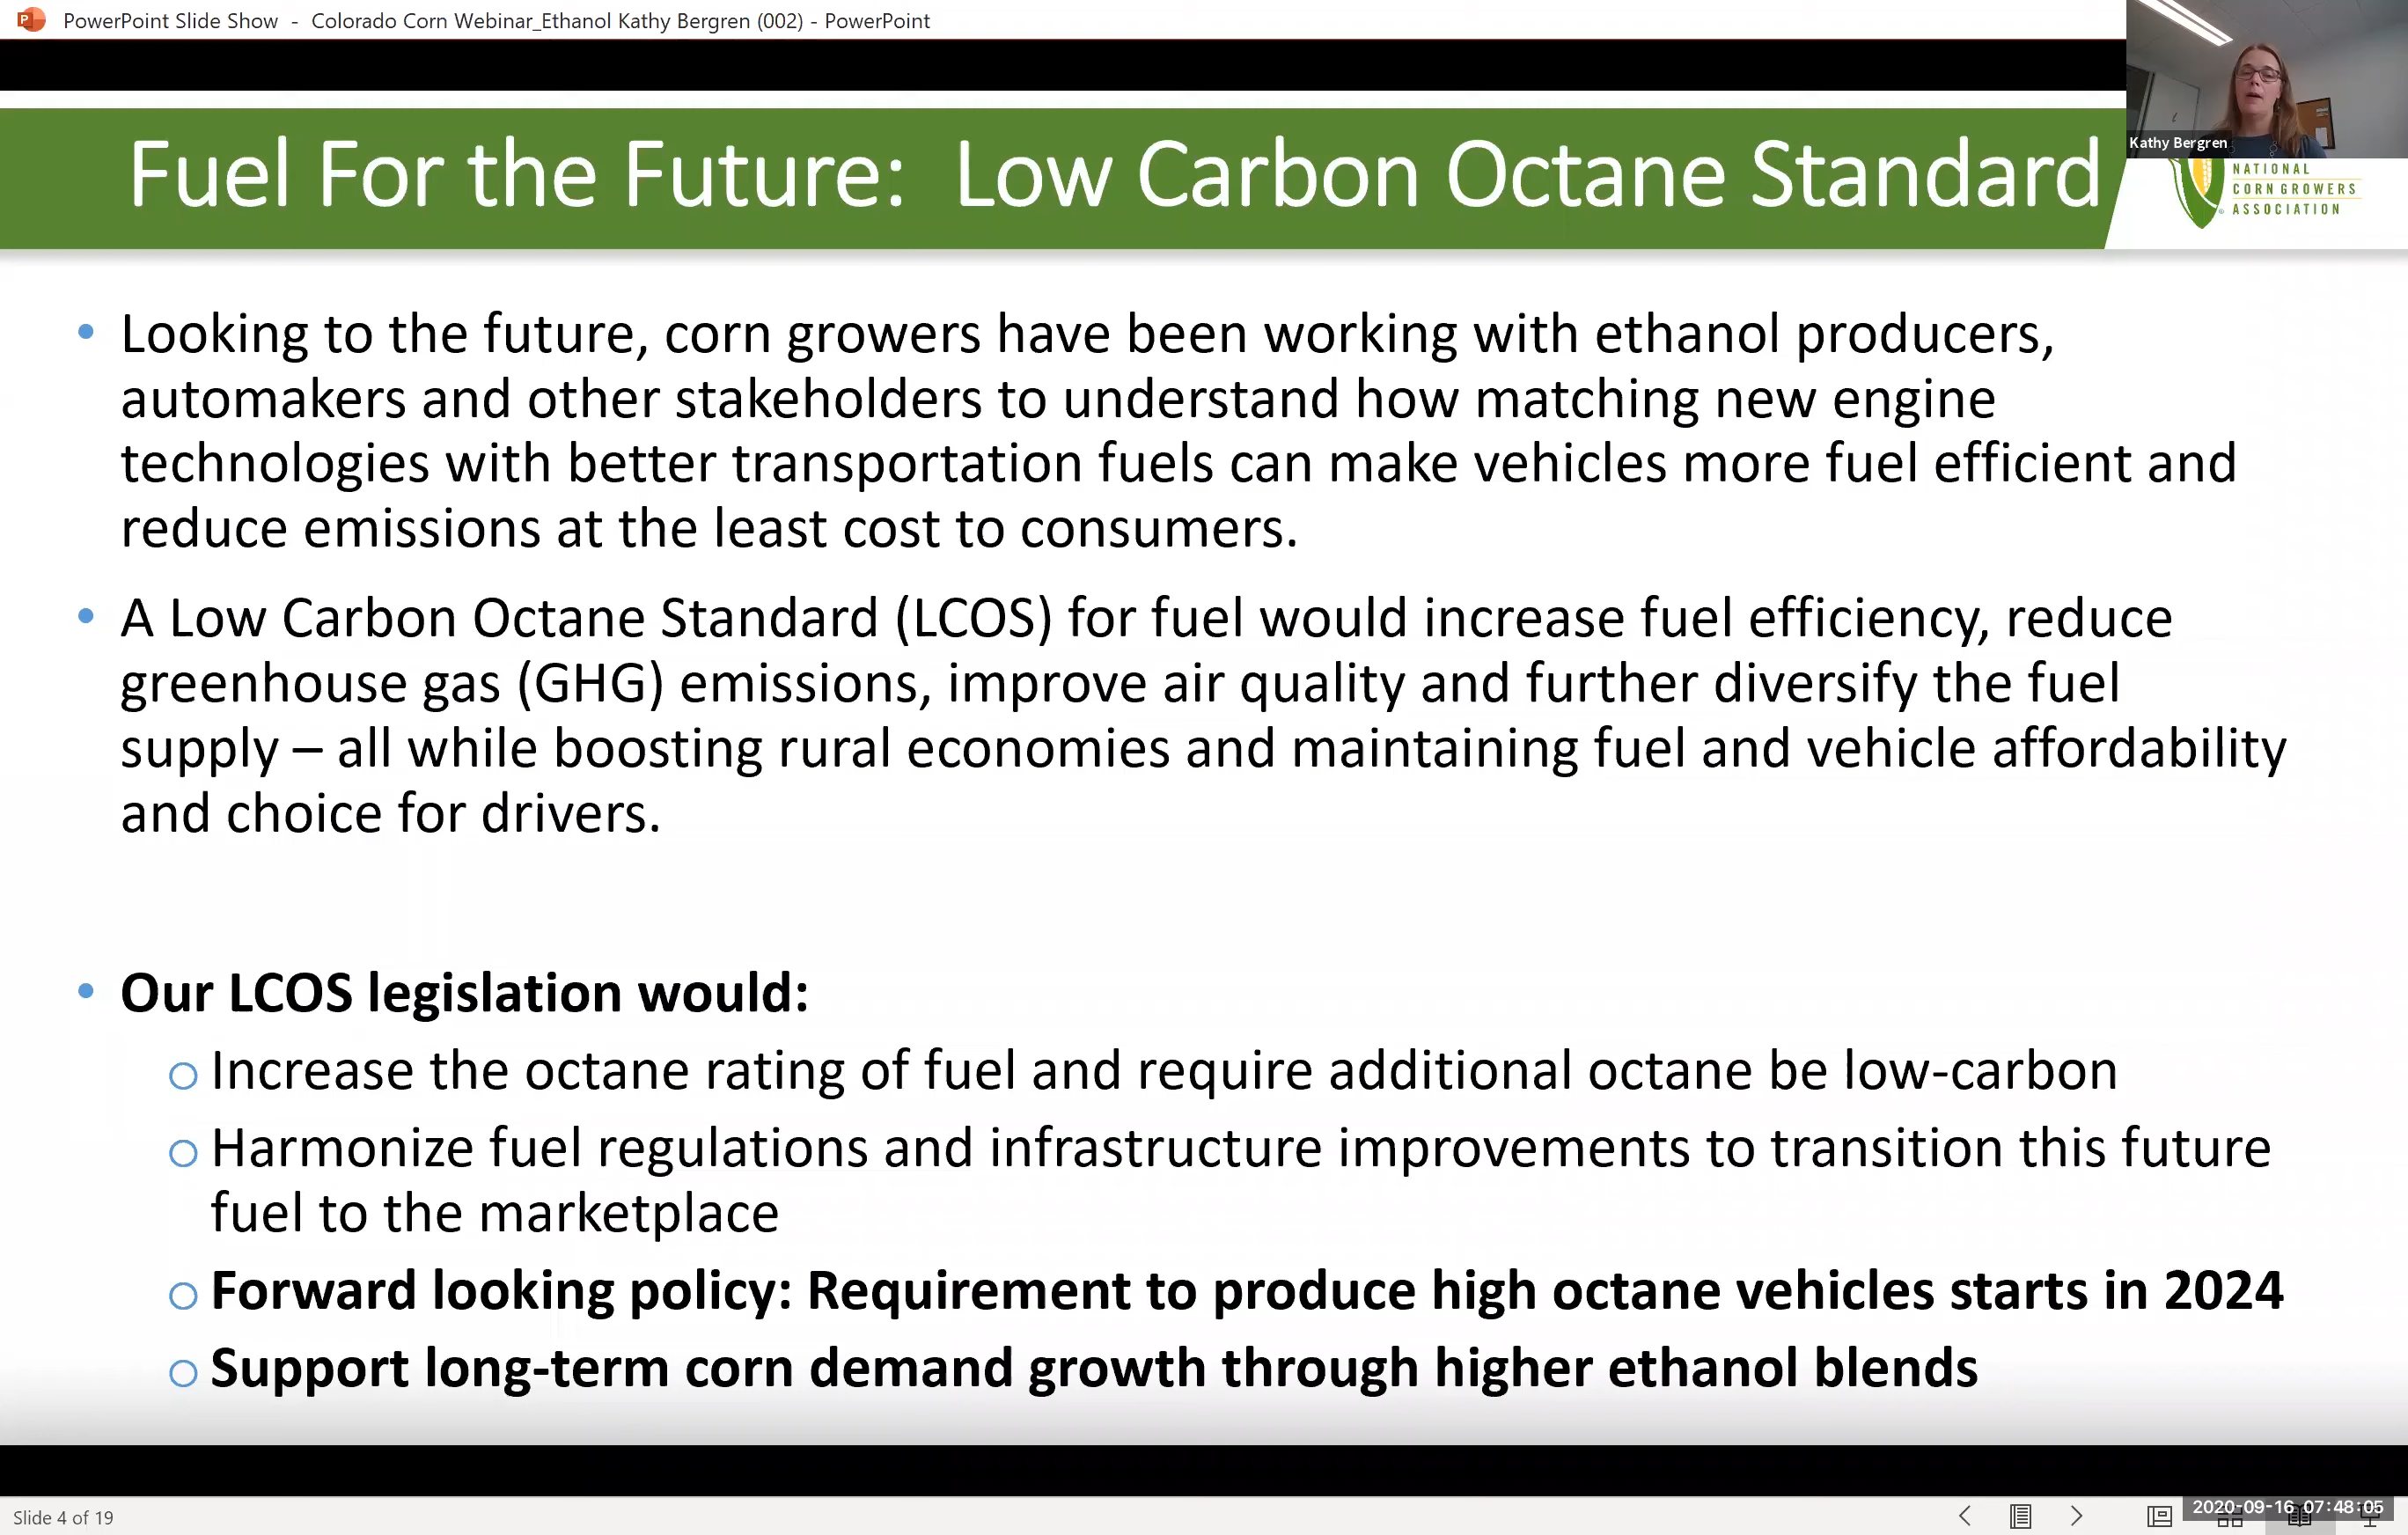 PowerPoint Slide Show - Colorado Corn Webinar_Ethanol Kathy Bergren (002) - PowerPoint
Kathy Bergren
Fuel For the Future: Low Carbon Octane Standard
NATIONAL
CORN GROWERS
ASSOCIATION
• Looking to the future, corn growers have been working with ethanol producers,
automakers and other stakeholders to understand how matching new engine
technologies with better transportation fuels can make vehicles more fuel efficient and
reduce emissions at the least cost to consumers.
• A Low Carbon Octane Standard (LCOS) for fuel would increase fuel efficiency, reduce
greenhouse gas (GHG) emissions, improve air quality and further diversify the fuel
supply – all while boosting rural economies and maintaining fuel and vehicle affordability
and choice for drivers.
• Our LCOS legislation would:
o Increase the octane rating of fuel and require additional octane be low-carbon
o Harmonize fuel regulations and infrastructure improvements to transition this future
fuel to the marketplace
o Forward looking policy: Requirement to produce high octane vehicles starts in 2024
o Support long-term corn demand growth through higher ethanol blends
Slide 4 of 19
2020-09-16 07:48:05